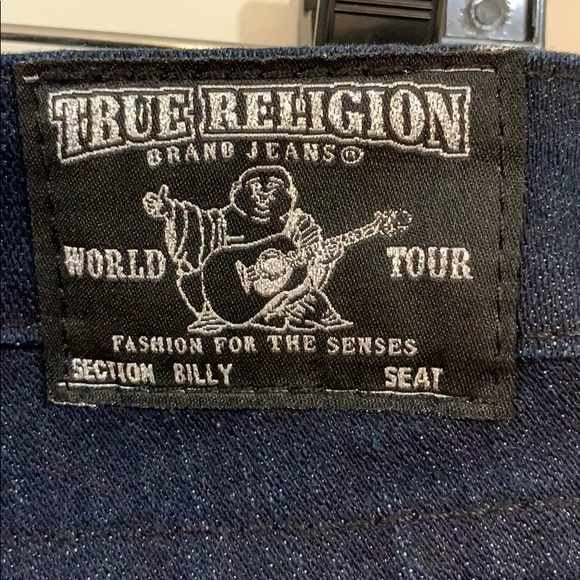 TRUE RELIGION
BRAND JEANS®
WORLD TOUR
FASHION FOR THE SENSES
SECTION BILLY SEAT